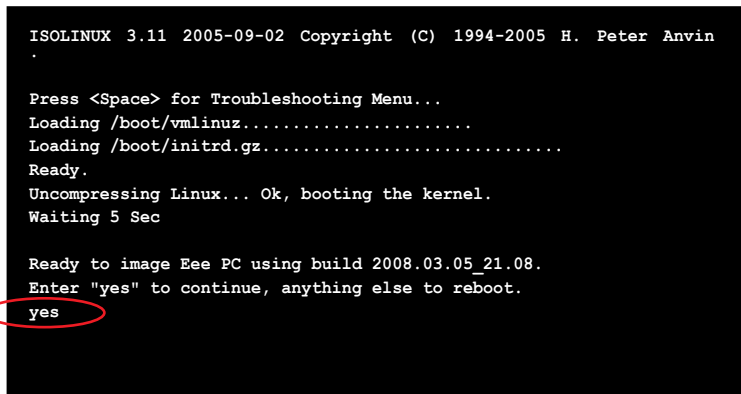 ISOLINUX 3.11 2005-09-02 Copyright (C) 1994-2005 H. Peter Anvin
.
Press <Space> for Troubleshooting Menu...
Loading /boot/vmlinuz.......................
Loading /boot/initrd.gz..............................
Ready.
Uncompressing Linux... Ok, booting the kernel.
Waiting 5 Sec
Ready to image Eee PC using build 2008.03.05_21.08.
Enter "yes" to continue, anything else to reboot.
yes